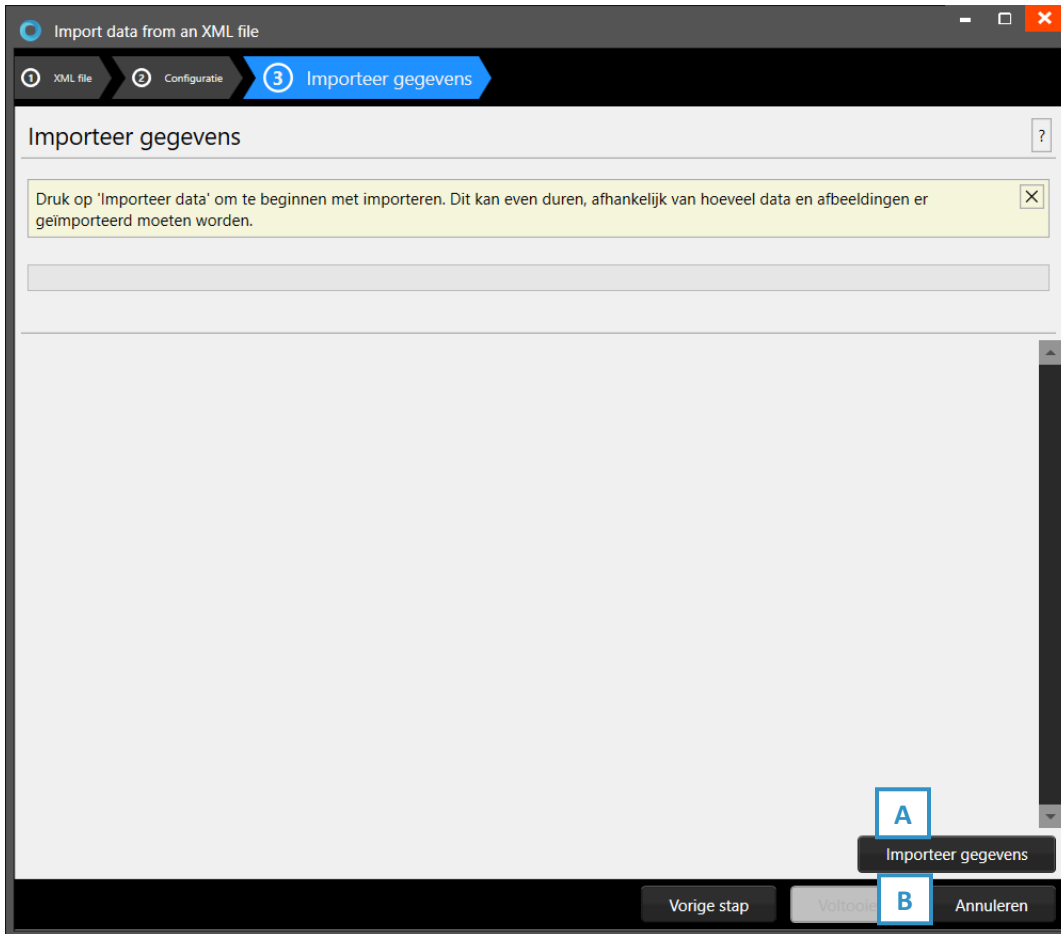 Import data from an XML file
1 XML file 2 Configuratie 3 Importeer gegevens
Importeer gegevens ?
Druk op 'Importeer data' om te beginnen met importeren. Dit kan even duren, afhankelijk van hoeveel data en afbeeldingen er
geïmporteerd moeten worden.
A
Importeer gegevens
Vorige stap B Annuleren